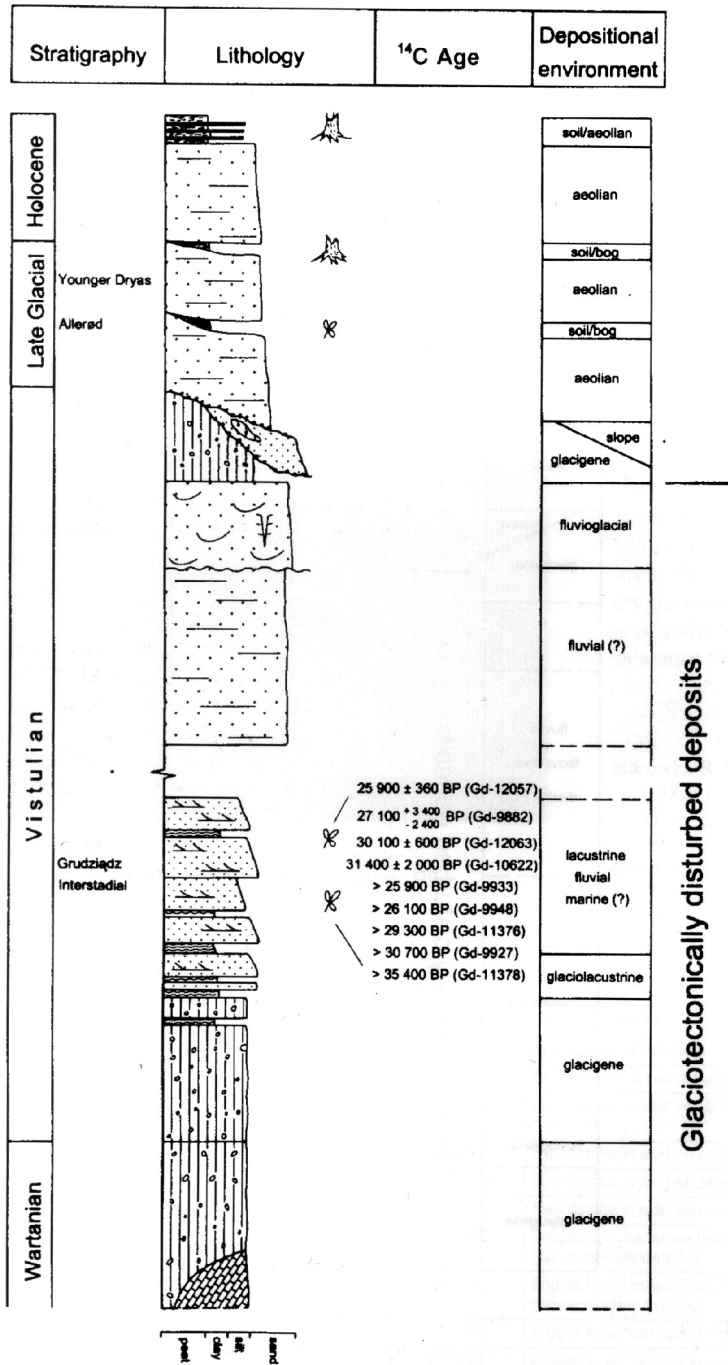 Stratigraphy
Lithology
¹⁴C Age
Depositional
environment
Holocene
Late Glacial
Vistulian
Wartanian
Younger Dryas
Allerød
Grudziądz
Interstadial
25 900 ± 360 BP (Gd-12057)
27 100 + 3 400 - 2 400 BP (Gd-9882)
30 100 ± 600 BP (Gd-12063)
31 400 ± 2 000 BP (Gd-10622)
> 25 900 BP (Gd-9933)
> 26 100 BP (Gd-9948)
> 29 300 BP (Gd-11376)
> 30 700 BP (Gd-9927)
> 35 400 BP (Gd-11378)
soil/aeolian
aeolian
soil/bog
aeolian
soil/bog
aeolian
slope
glacigene
fluvioglacial
fluvial (?)
lacustrine
fluvial
marine (?)
glaciolacustrine
glacigene
glacigene
Glaciotectonically disturbed deposits
peat
clay
silt
sand